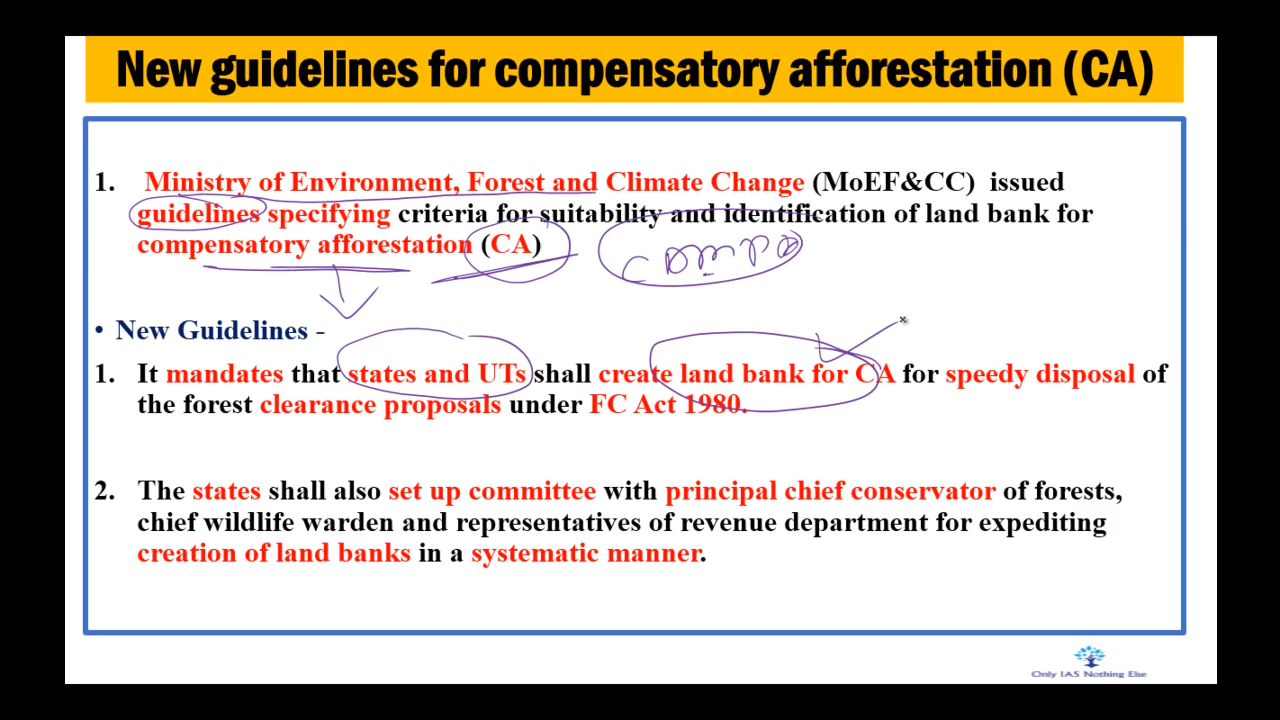 New guidelines for compensatory afforestation (CA)
1. Ministry of Environment, Forest and Climate Change (MoEF&CC) issued
guidelines specifying criteria for suitability and identification of land bank for
compensatory afforestation (CA)
• New Guidelines -
1. It mandates that states and UTs shall create land bank for CA for speedy disposal of
the forest clearance proposals under FC Act 1980.
2. The states shall also set up committee with principal chief conservator of forests,
chief wildlife warden and representatives of revenue department for expediting
creation of land banks in a systematic manner.
Only IAS Nothing Else